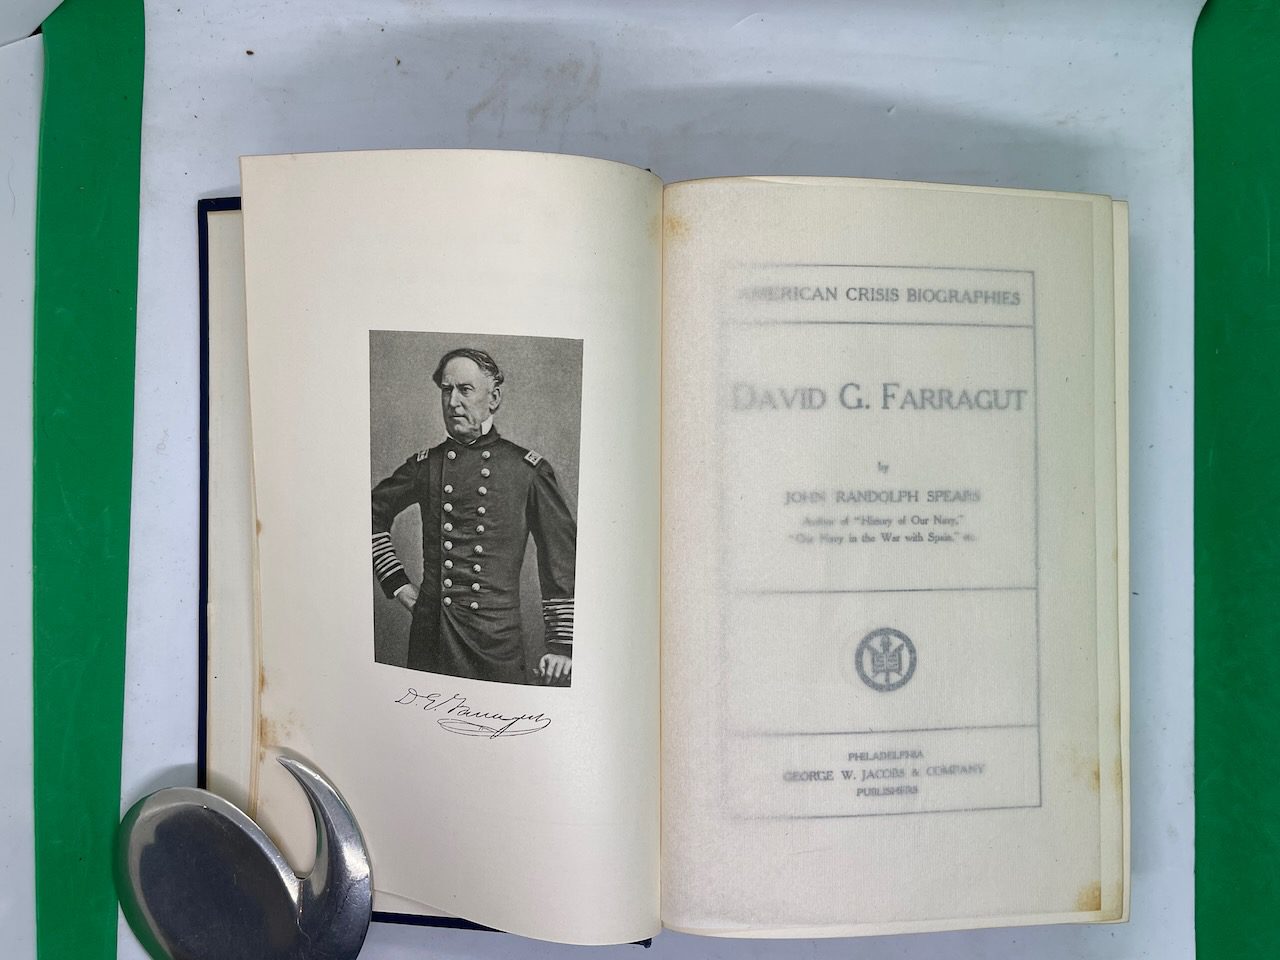 D. G. Farragut
AMERICAN CRISIS BIOGRAPHIES
DAVID G. FARRAGUT
by
JOHN RANDOLPH SPEARS
Author of "History of Our Navy,"
"Our Navy in the War with Spain," etc.
PHILADELPHIA
GEORGE W. JACOBS & COMPANY
PUBLISHERS